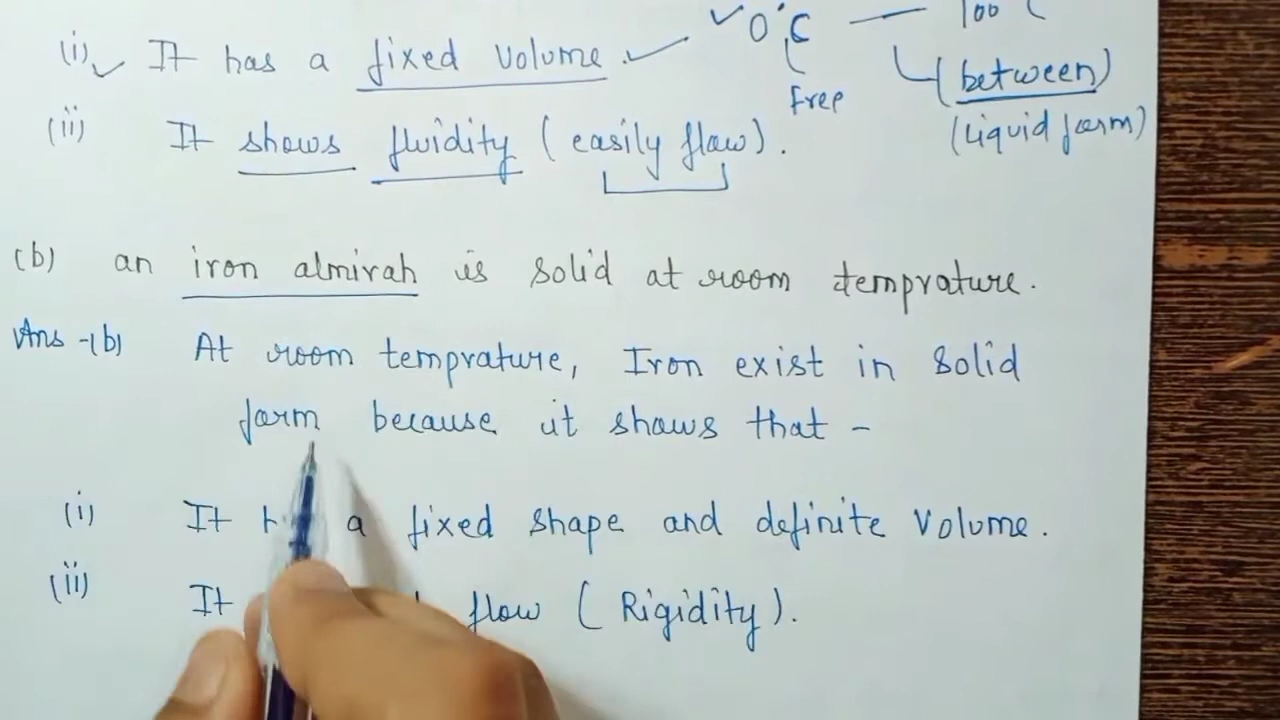 (i) It has a fixed volume. 0°C — 100 C
Free (between)
(ii) It shows fluidity (easily flow). (liquid form)
(b) an iron almirah is solid at room temprature.
Ans -(b) At room temprature, Iron exist in solid
form because it shows that -
(i) It a fixed shape and definite volume.
(ii) It flow (Rigidity).